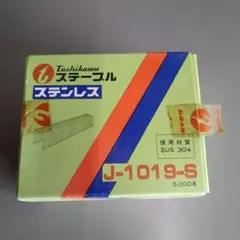 Tachikawa
ステープル
ステンレス
J-1019-S
使用材質
SUS 304
5,000本